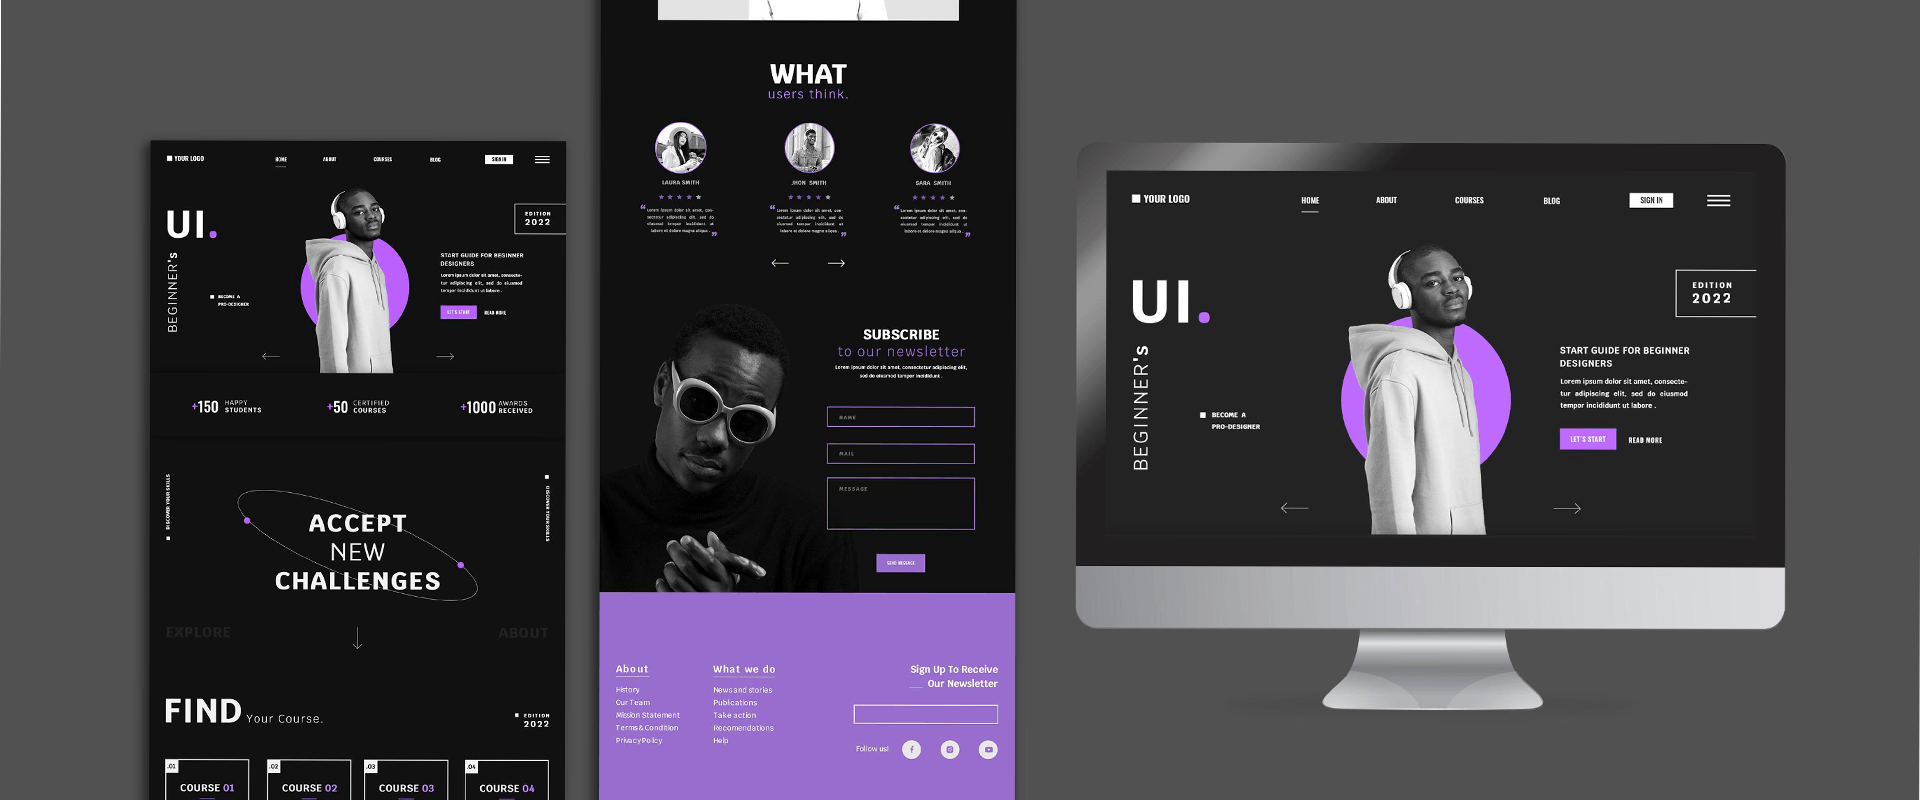 YOUR LOGO
HOME
ABOUT
COURSES
BLOG
SIGN IN
UI.
EDITION
2022
BEGINNER's
START GUIDE FOR BEGINNER
DESIGNERS
Lorem ipsum dolor sit amet, consecte-
tur adipiscing elit, sed do eiusmod
tempor incididunt ut labore .
BECOME A
PRO-DESIGNER
LET'S START
READ MORE
+150 HAPPY
STUDENTS
+50 CERTIFIED
COURSES
+1000 AWARDS
RECEIVED
DISCOVER YOUR SKILLS
DISCOVER YOUR SKILLS
ACCEPT
NEW
CHALLENGES
EXPLORE
ABOUT
FIND Your Course.
EDITION
2022
.01
COURSE 01
.02
COURSE 02
.03
COURSE 03
.04
COURSE 04
WHAT
users think.
LAURA SMITH
JHON SMITH
SARA SMITH
“ Lorem ipsum dolor sit amet, con-
sectetur adipiscing elit, sed do
eiusmod tempor incididunt ut
labore et dolore magna aliqua . ”
“ Lorem ipsum dolor sit amet, con-
sectetur adipiscing elit, sed do
eiusmod tempor incididunt ut
labore et dolore magna aliqua . ”
“ Lorem ipsum dolor sit amet, con-
sectetur adipiscing elit, sed do
eiusmod tempor incididunt ut
labore et dolore magna aliqua . ”
SUBSCRIBE
to our newsletter
Lorem ipsum dolor sit amet, consectetur adipiscing elit,
sed do eiusmod tempor incididunt .
NAME
MAIL
MESSAGE
SEND MESSAGE
About
History
Our Team
Mission Statement
Terms & Condition
Privacy Policy
What we do
News and stories
Publications
Take action
Recomendations
Help
Sign Up To Receive
Our Newsletter
Follow us!
YOUR LOGO
HOME
ABOUT
COURSES
BLOG
SIGN IN
UI.
EDITION
2022
BEGINNER's
START GUIDE FOR BEGINNER
DESIGNERS
Lorem ipsum dolor sit amet, consecte-
tur adipiscing elit, sed do eiusmod
tempor incididunt ut labore .
BECOME A
PRO-DESIGNER
LET'S START
READ MORE